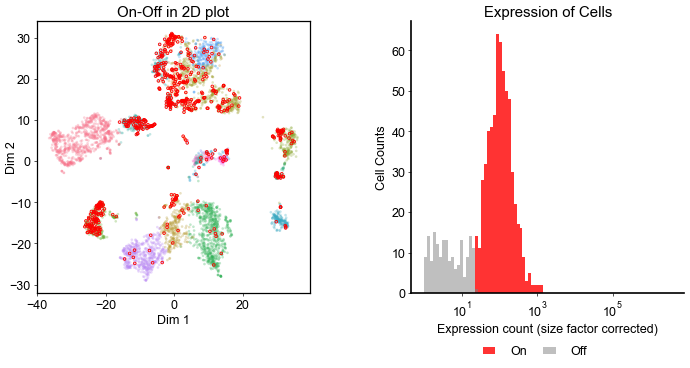 On-Off in 2D plot
Dim 2
30
20
10
0
−10
−20
−30
−40
−20
0
20
Dim 1
Expression of Cells
Cell Counts
60
50
40
30
20
10
0
10^1
10^3
10^5
Expression count (size factor corrected)
On
Off